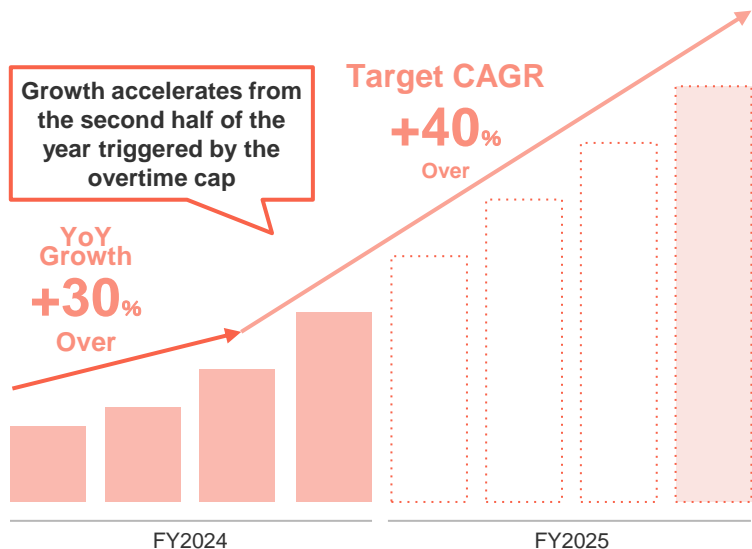 Growth accelerates from
the second half of the
year triggered by the
overtime cap
Target CAGR
+40%
Over
YoY
Growth
+30%
Over
FY2024
FY2025